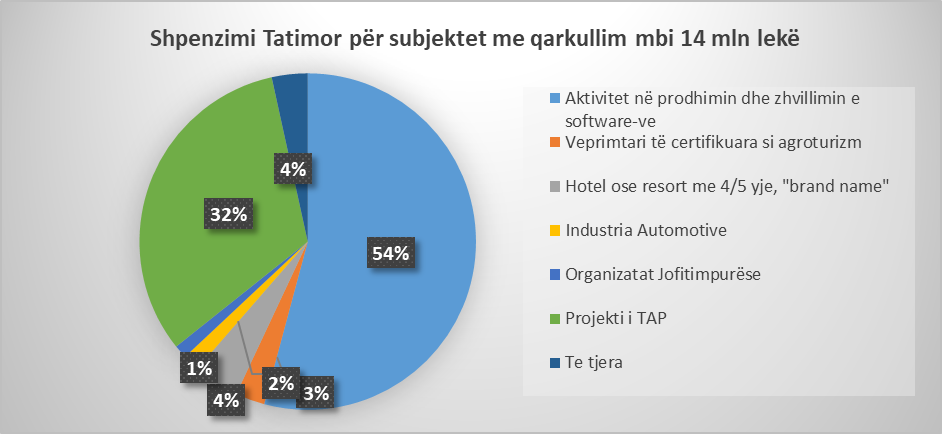 Shpenzimi Tatimor për subjektet me qarkullim mbi 14 mln lekë
4%
32%
54%
1%
4%
2%
3%
Aktivitet në prodhimin dhe zhvillimin e
software-ve
Veprimtari të certifikuara si agroturizm
Hotel ose resort me 4/5 yje, "brand name"
Industria Automotive
Organizatat Jofitimpurëse
Projekti i TAP
Te tjera